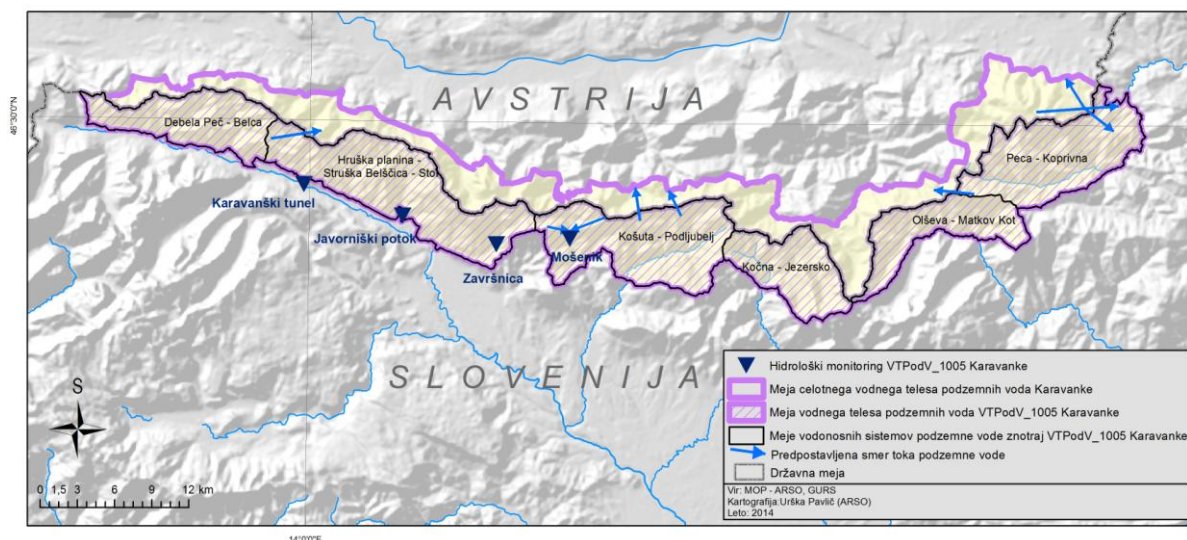 AVSTRIJA
46°30'0"N
Debela Peč - Belca
Hruška planina -
Struška Belščica - Stol
Peca - Koprivna
Karavanški tunel
Javorniški potok
Košuta - Podljubelj
Olševa - Matkov Kot
Mošenik
Završnica
Kočna - Jezersko
SLOVENIJA
S
0 1,5 3 6 9 12 km
Hidrološki monitoring VTPodV_1005 Karavanke
Meja celotnega vodnega telesa podzemnih voda Karavanke
Meja vodnega telesa podzemnih voda VTPodV_1005 Karavanke
Meje vodonosnih sistemov podzemne vode znotraj VTPodV_1005 Karavanke
Predpostavljena smer toka podzemne vode
Državna meja
Vir: MOP - ARSO, GURS
Kartografija:Urška Pavlič (ARSO)
Leto: 2014
14°0'0"E